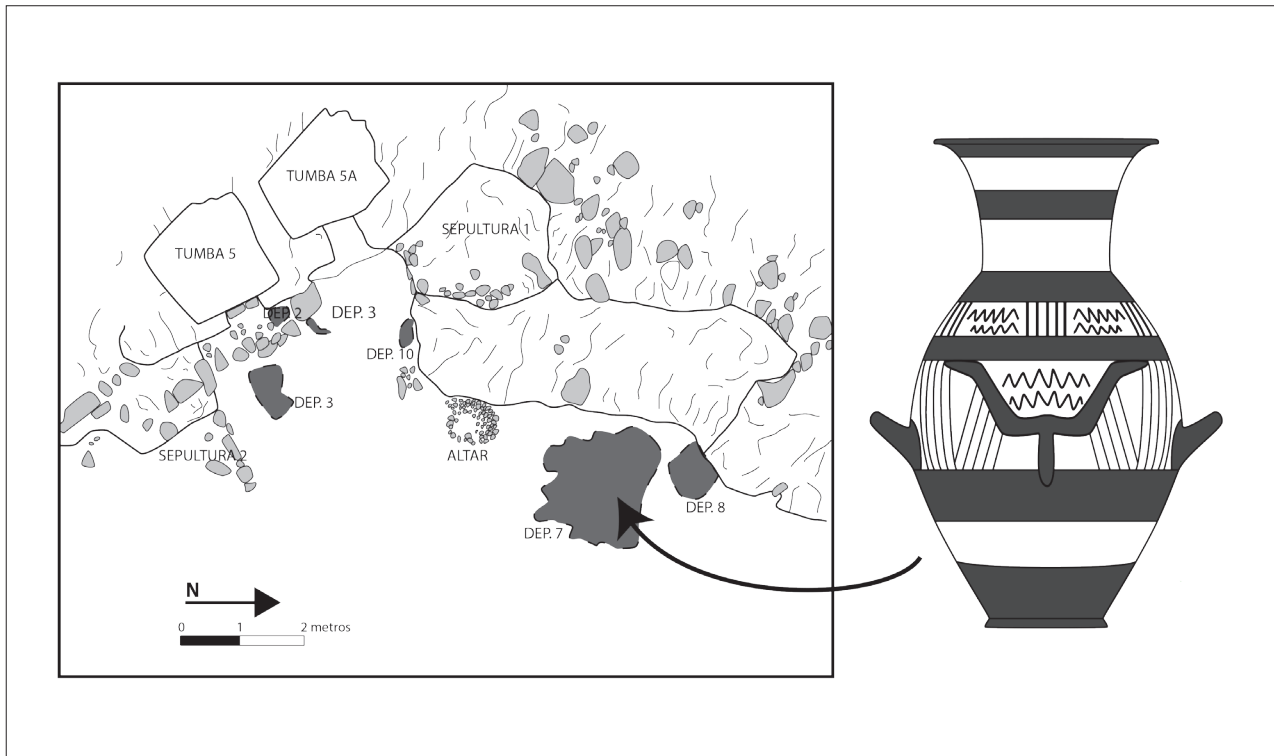 TUMBA 5A
TUMBA 5
SEPULTURA 1
DEP 2
DEP. 3
DEP. 10
DEP. 3
SEPULTURA 2
ALTAR
DEP. 8
DEP. 7
N
0 1 2 metros